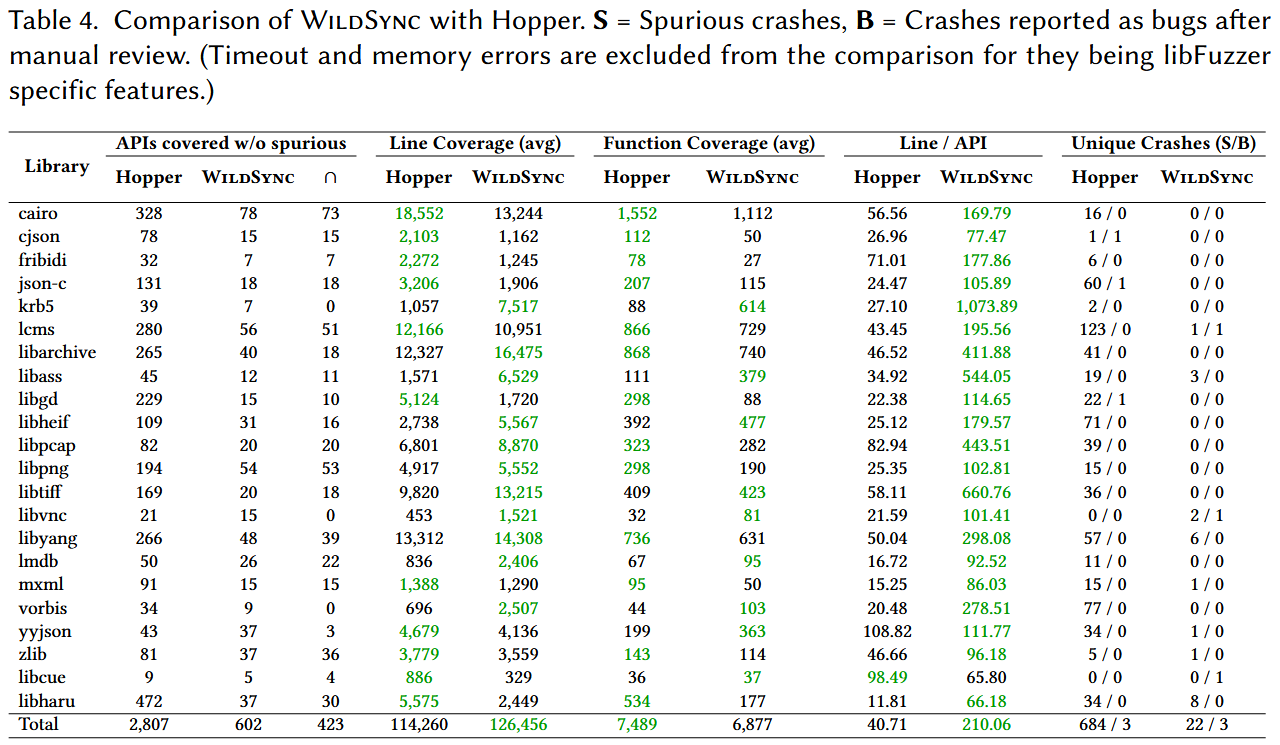 Table 4. Comparison of WILDSYNC with Hopper. S = Spurious crashes, B = Crashes reported as bugs after
manual review. (Timeout and memory errors are excluded from the comparison for they being libFuzzer
specific features.)
Library APIs covered w/o spurious Line Coverage (avg) Function Coverage (avg) Line / API Unique Crashes (S/B)
Hopper WILDSYNC ∩ Hopper WILDSYNC Hopper WILDSYNC Hopper WILDSYNC Hopper WILDSYNC
cairo 328 78 73 18,552 13,244 1,552 1,112 56.56 169.79 16 / 0 0 / 0
cjson 78 15 15 2,103 1,162 112 50 26.96 77.47 1 / 1 0 / 0
fribidi 32 7 7 2,272 1,245 78 27 71.01 177.86 6 / 0 0 / 0
json-c 131 18 18 3,206 1,906 207 115 24.47 105.89 60 / 1 0 / 0
krb5 39 7 0 1,057 7,517 88 614 27.10 1,073.89 2 / 0 0 / 0
lcms 280 56 51 12,166 10,951 866 729 43.45 195.56 123 / 0 1 / 1
libarchive 265 40 18 12,327 16,475 868 740 46.52 411.88 41 / 0 0 / 0
libass 45 12 11 1,571 6,529 111 379 34.92 544.05 19 / 0 3 / 0
libgd 229 15 10 5,124 1,720 298 88 22.38 114.65 22 / 1 0 / 0
libheif 109 31 16 2,738 5,567 392 477 25.12 179.57 71 / 0 0 / 0
libpcap 82 20 20 6,801 8,870 323 282 82.94 443.51 39 / 0 0 / 0
libpng 194 54 53 4,917 5,552 298 190 25.35 102.81 15 / 0 0 / 0
libtiff 169 20 18 9,820 13,215 409 423 58.11 660.76 36 / 0 0 / 0
libvnc 21 15 0 453 1,521 32 81 21.59 101.41 0 / 0 2 / 1
libyang 266 48 39 13,312 14,308 736 631 50.04 298.08 57 / 0 6 / 0
lmdb 50 26 22 836 2,406 67 95 16.72 92.52 11 / 0 0 / 0
mxml 91 15 15 1,388 1,290 95 50 15.25 86.03 15 / 0 1 / 0
vorbis 34 9 0 696 2,507 44 103 20.48 278.51 77 / 0 0 / 0
yyjson 43 37 3 4,679 4,136 199 363 108.82 111.77 34 / 0 1 / 0
zlib 81 37 36 3,779 3,559 143 114 46.66 96.18 5 / 0 1 / 0
libcue 9 5 4 886 329 36 37 98.49 65.80 0 / 0 0 / 1
libharu 472 37 30 5,575 2,449 534 177 11.81 66.18 34 / 0 8 / 0
Total 2,807 602 423 114,260 126,456 7,489 6,877 40.71 210.06 684 / 3 22 / 3